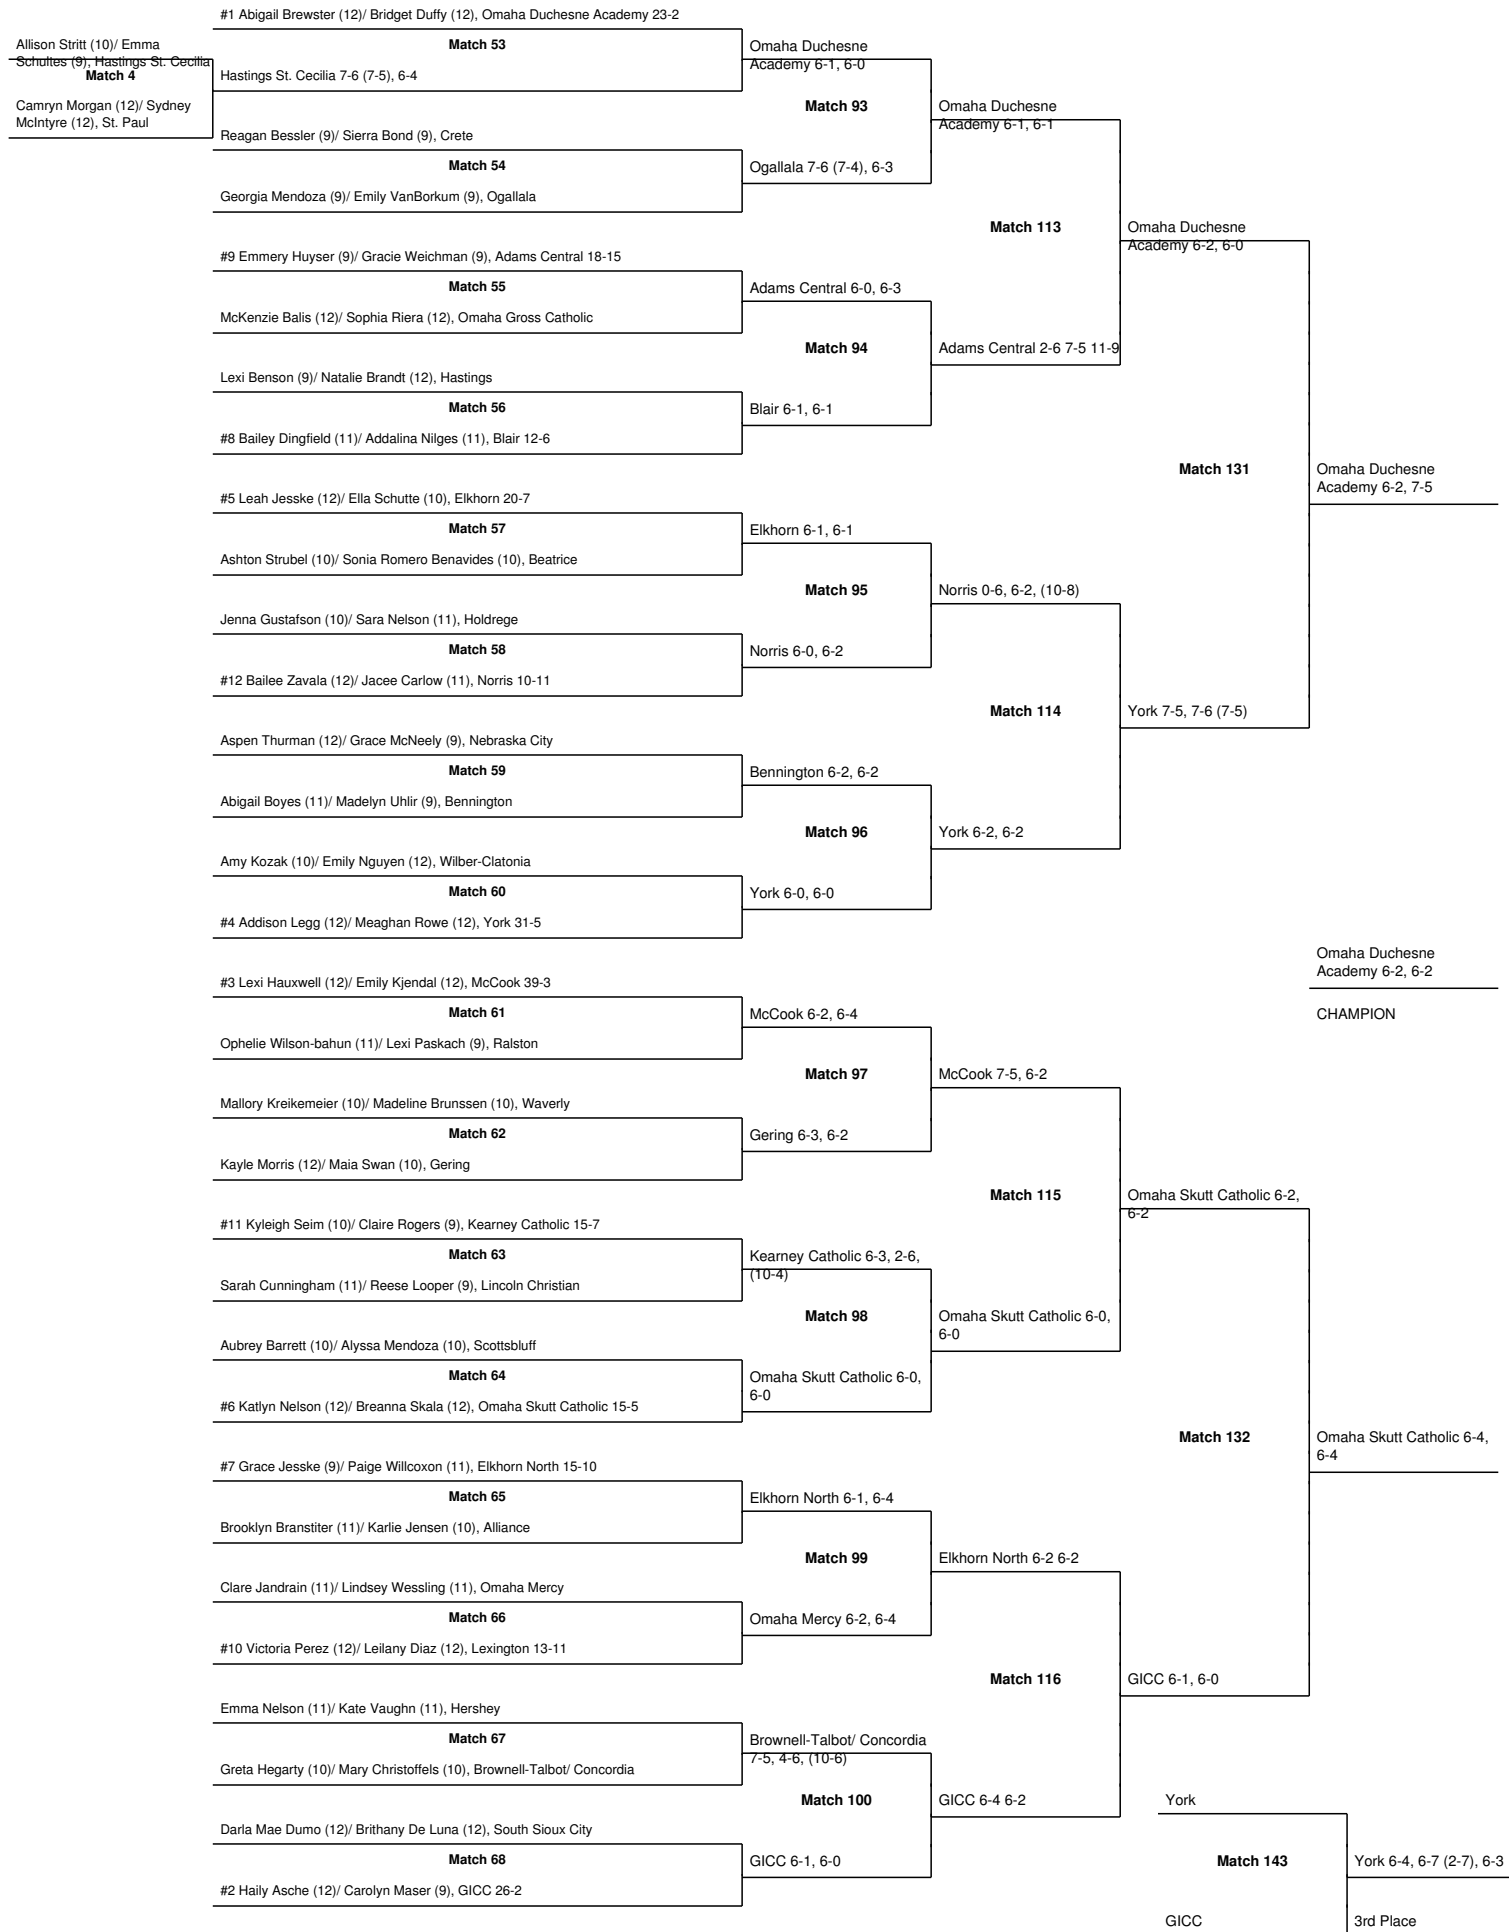 #1 Abigail Brewster (12)/ Bridget Duffy (12), Omaha Duchesne Academy 23-2
Allison Stritt (10)/ Emma
Schultes (9), Hastings St. Cecilia
Match 4
Camryn Morgan (12)/ Sydney
McIntyre (12), St. Paul
Match 53
Hastings St. Cecilia 7-6 (7-5), 6-4
Reagan Bessler (9)/ Sierra Bond (9), Crete
Match 54
Georgia Mendoza (9)/ Emily VanBorkum (9), Ogallala
#9 Emmery Huyser (9)/ Gracie Weichman (9), Adams Central 18-15
Match 55
McKenzie Balis (12)/ Sophia Riera (12), Omaha Gross Catholic
Lexi Benson (9)/ Natalie Brandt (12), Hastings
Match 56
#8 Bailey Dingfield (11)/ Addalina Nilges (11), Blair 12-6
#5 Leah Jesske (12)/ Ella Schutte (10), Elkhorn 20-7
Match 57
Ashton Strubel (10)/ Sonia Romero Benavides (10), Beatrice
Jenna Gustafson (10)/ Sara Nelson (11), Holdrege
Match 58
#12 Bailee Zavala (12)/ Jacee Carlow (11), Norris 10-11
Aspen Thurman (12)/ Grace McNeely (9), Nebraska City
Match 59
Abigail Boyes (11)/ Madelyn Uhlir (9), Bennington
Amy Kozak (10)/ Emily Nguyen (12), Wilber-Clatonia
Match 60
#4 Addison Legg (12)/ Meaghan Rowe (12), York 31-5
#3 Lexi Hauxwell (12)/ Emily Kjendal (12), McCook 39-3
Match 61
Ophelie Wilson-bahun (11)/ Lexi Paskach (9), Ralston
Mallory Kreikemeier (10)/ Madeline Brunssen (10), Waverly
Match 62
Kayle Morris (12)/ Maia Swan (10), Gering
#11 Kyleigh Seim (10)/ Claire Rogers (9), Kearney Catholic 15-7
Match 63
Sarah Cunningham (11)/ Reese Looper (9), Lincoln Christian
Aubrey Barrett (10)/ Alyssa Mendoza (10), Scottsbluff
Match 64
#6 Katlyn Nelson (12)/ Breanna Skala (12), Omaha Skutt Catholic 15-5
#7 Grace Jesske (9)/ Paige Willcoxon (11), Elkhorn North 15-10
Match 65
Brooklyn Branstiter (11)/ Karlie Jensen (10), Alliance
Clare Jandrain (11)/ Lindsey Wessling (11), Omaha Mercy
Match 66
#10 Victoria Perez (12)/ Leilany Diaz (12), Lexington 13-11
Emma Nelson (11)/ Kate Vaughn (11), Hershey
Match 67
Greta Hegarty (10)/ Mary Christoffels (10), Brownell-Talbot/ Concordia
Darla Mae Dumo (12)/ Brithany De Luna (12), South Sioux City
Match 68
#2 Haily Asche (12)/ Carolyn Maser (9), GICC 26-2
Omaha Duchesne
Academy 6-1, 6-0
Match 93
Ogallala 7-6 (7-4), 6-3
Adams Central 6-0, 6-3
Match 94
Blair 6-1, 6-1
Elkhorn 6-1, 6-1
Match 95
Norris 6-0, 6-2
Bennington 6-2, 6-2
Match 96
York 6-0, 6-0
McCook 6-2, 6-4
Match 97
Gering 6-3, 6-2
Kearney Catholic 6-3, 2-6,
(10-4)
Match 98
Omaha Skutt Catholic 6-0,
6-0
Elkhorn North 6-1, 6-4
Match 99
Omaha Mercy 6-2, 6-4
Brownell-Talbot/ Concordia
7-5, 4-6, (10-6)
Match 100
GICC 6-1, 6-0
Omaha Duchesne
Academy 6-1, 6-1
Match 113
Adams Central 2-6 7-5 11-9
Norris 0-6, 6-2, (10-8)
Match 114
York 6-2, 6-2
McCook 7-5, 6-2
Match 115
Omaha Skutt Catholic 6-0,
6-0
Elkhorn North 6-2 6-2
Match 116
GICC 6-4 6-2
Omaha Duchesne
Academy 6-2, 6-0
Match 131
York 7-5, 7-6 (7-5)
Omaha Skutt Catholic 6-2,
6-2
Match 132
GICC 6-1, 6-0
Omaha Duchesne
Academy 6-2, 7-5
Omaha Duchesne
Academy 6-2, 6-2
CHAMPION
Omaha Skutt Catholic 6-4,
6-4
York
Match 143
York 6-4, 6-7 (2-7), 6-3
GICC
3rd Place